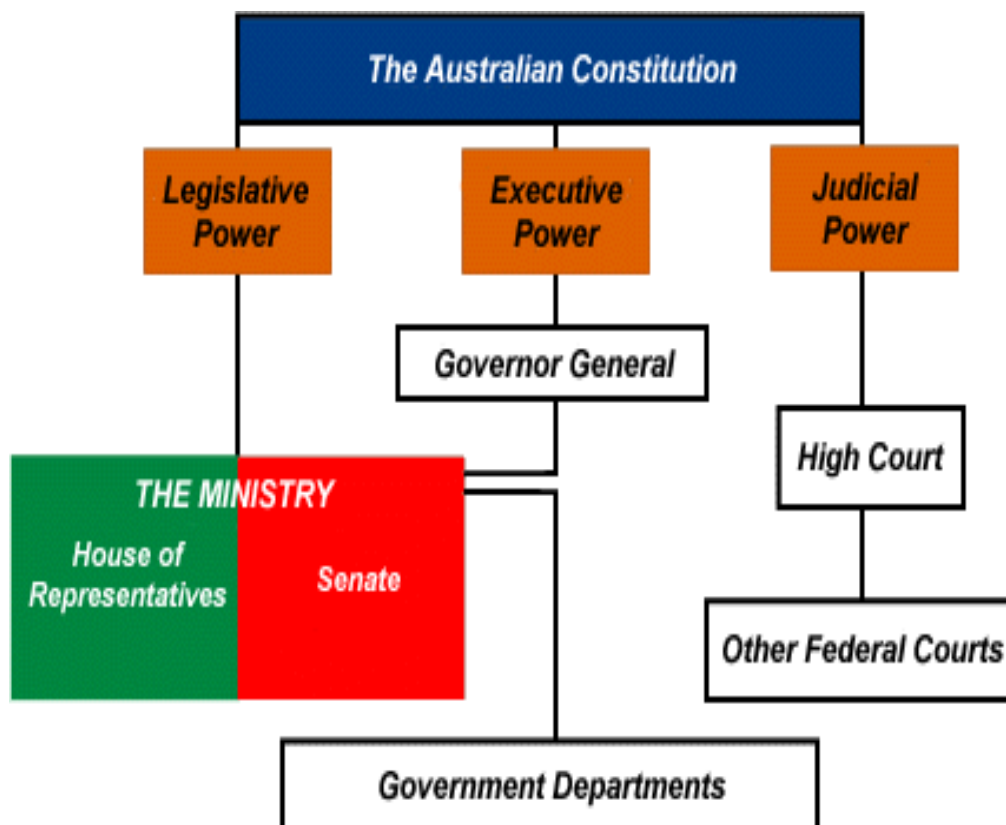 The Australian Constitution
Legislative
Power
Executive
Power
Judicial
Power
Governor General
High Court
THE MINISTRY
House of
Representatives
Senate
Other Federal Courts
Government Departments